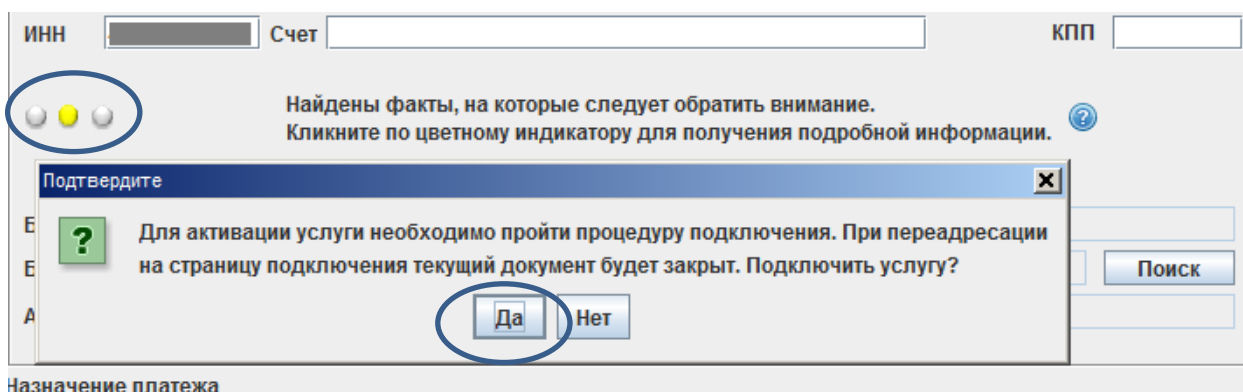 ИНН Счет КПП
Найдены факты, на которые следует обратить внимание.
Кликните по цветному индикатору для получения подробной информации. ?
Подтвердите
Для активации услуги необходимо пройти процедуру подключения. При переадресации
на страницу подключения текущий документ будет закрыт. Подключить услугу?
Поиск
Да Нет
Назначение платежа